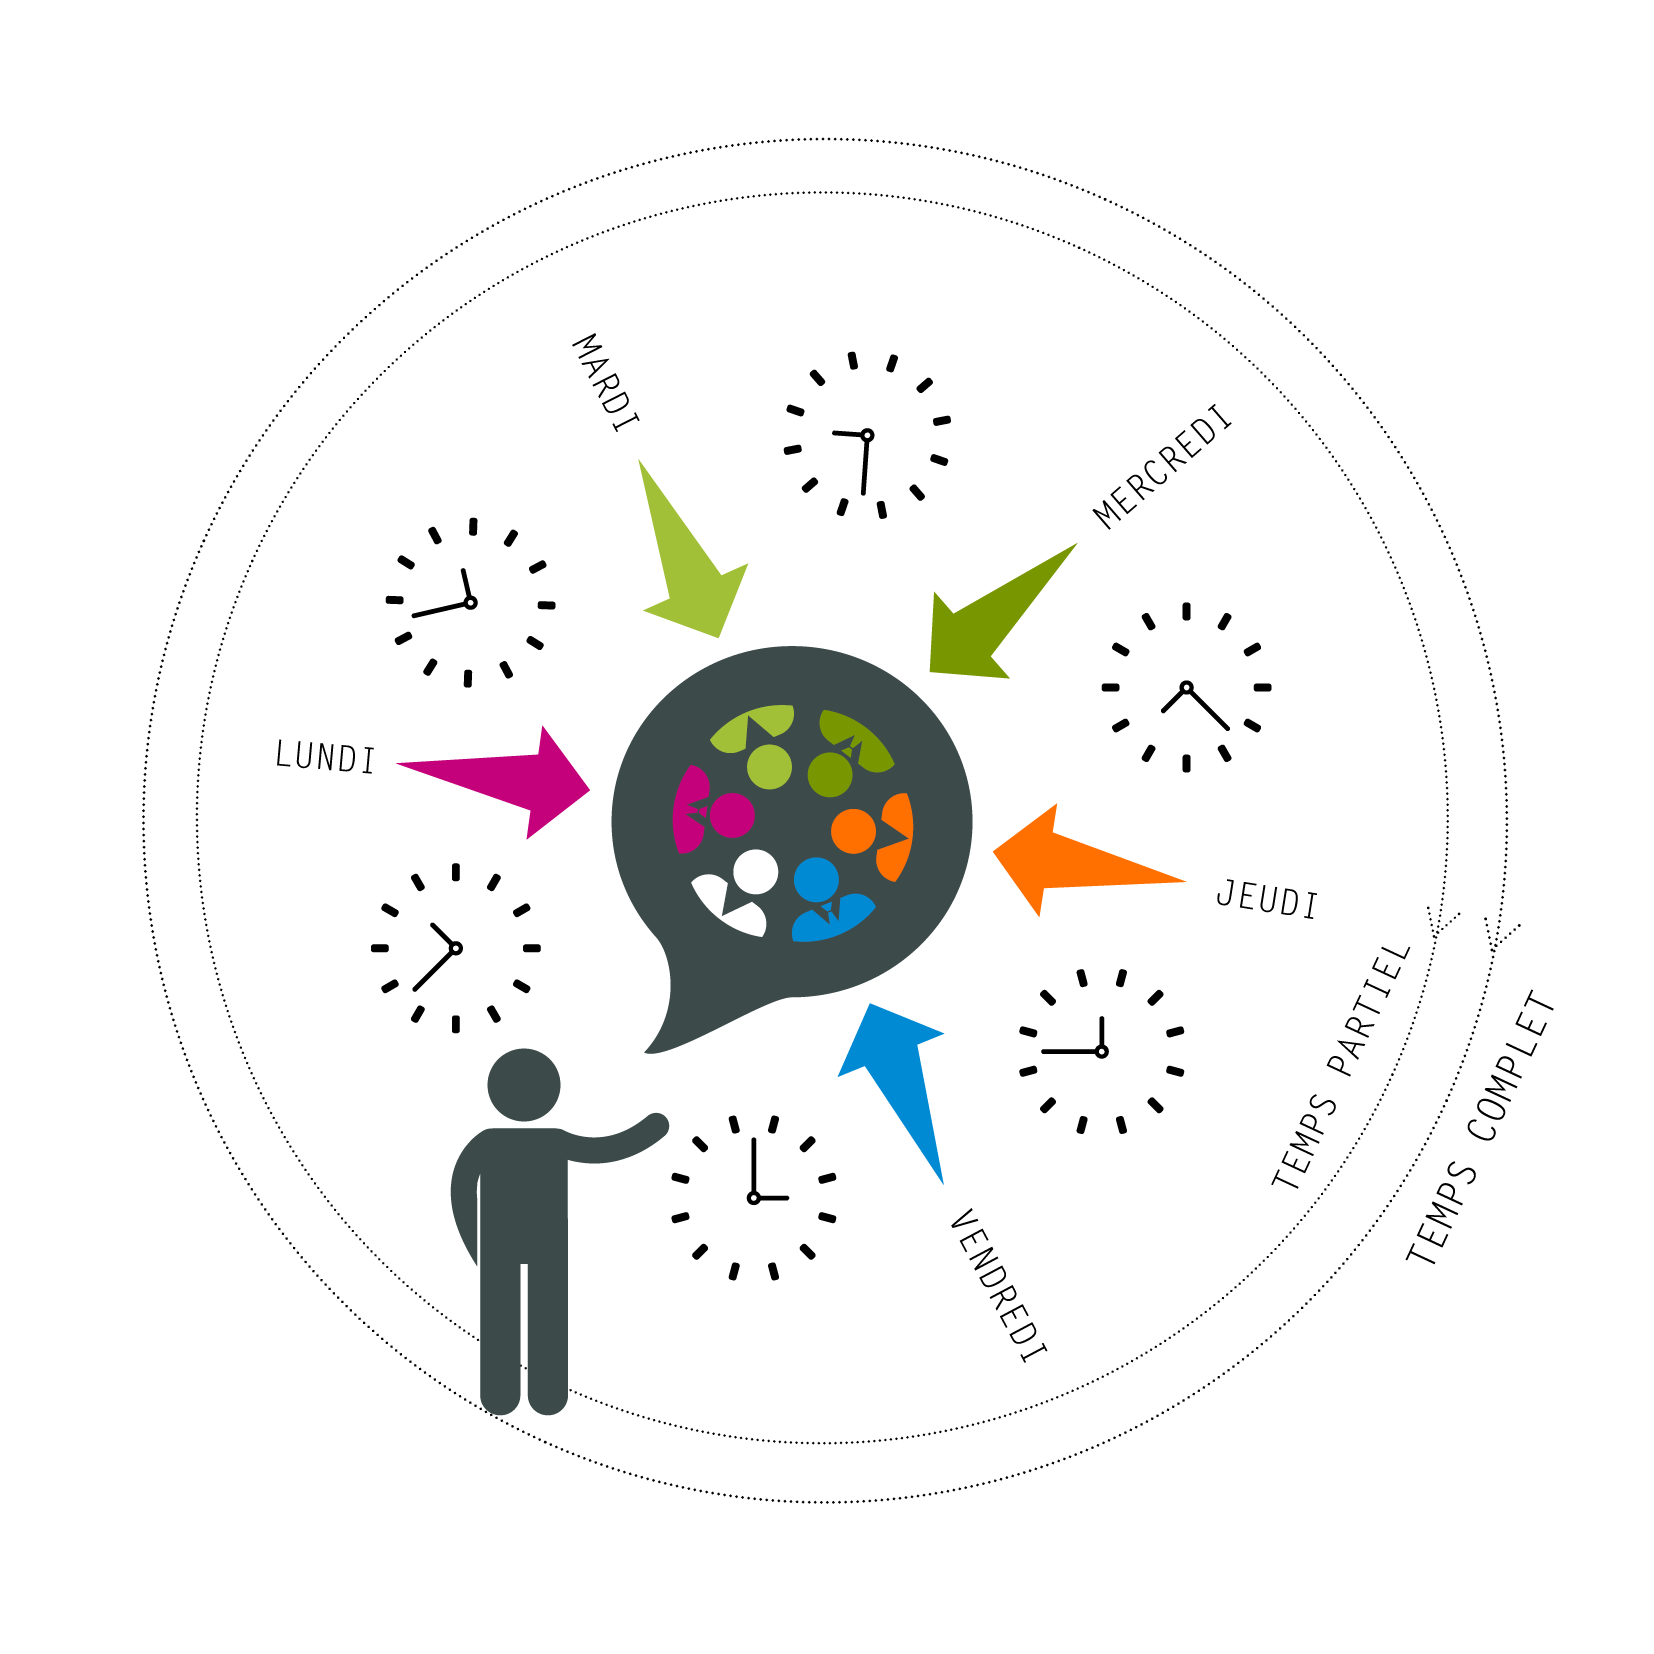 LUNDI
MARDI
MERCREDI
JEUDI
VENDREDI
TEMPS PARTIEL
TEMPS COMPLET